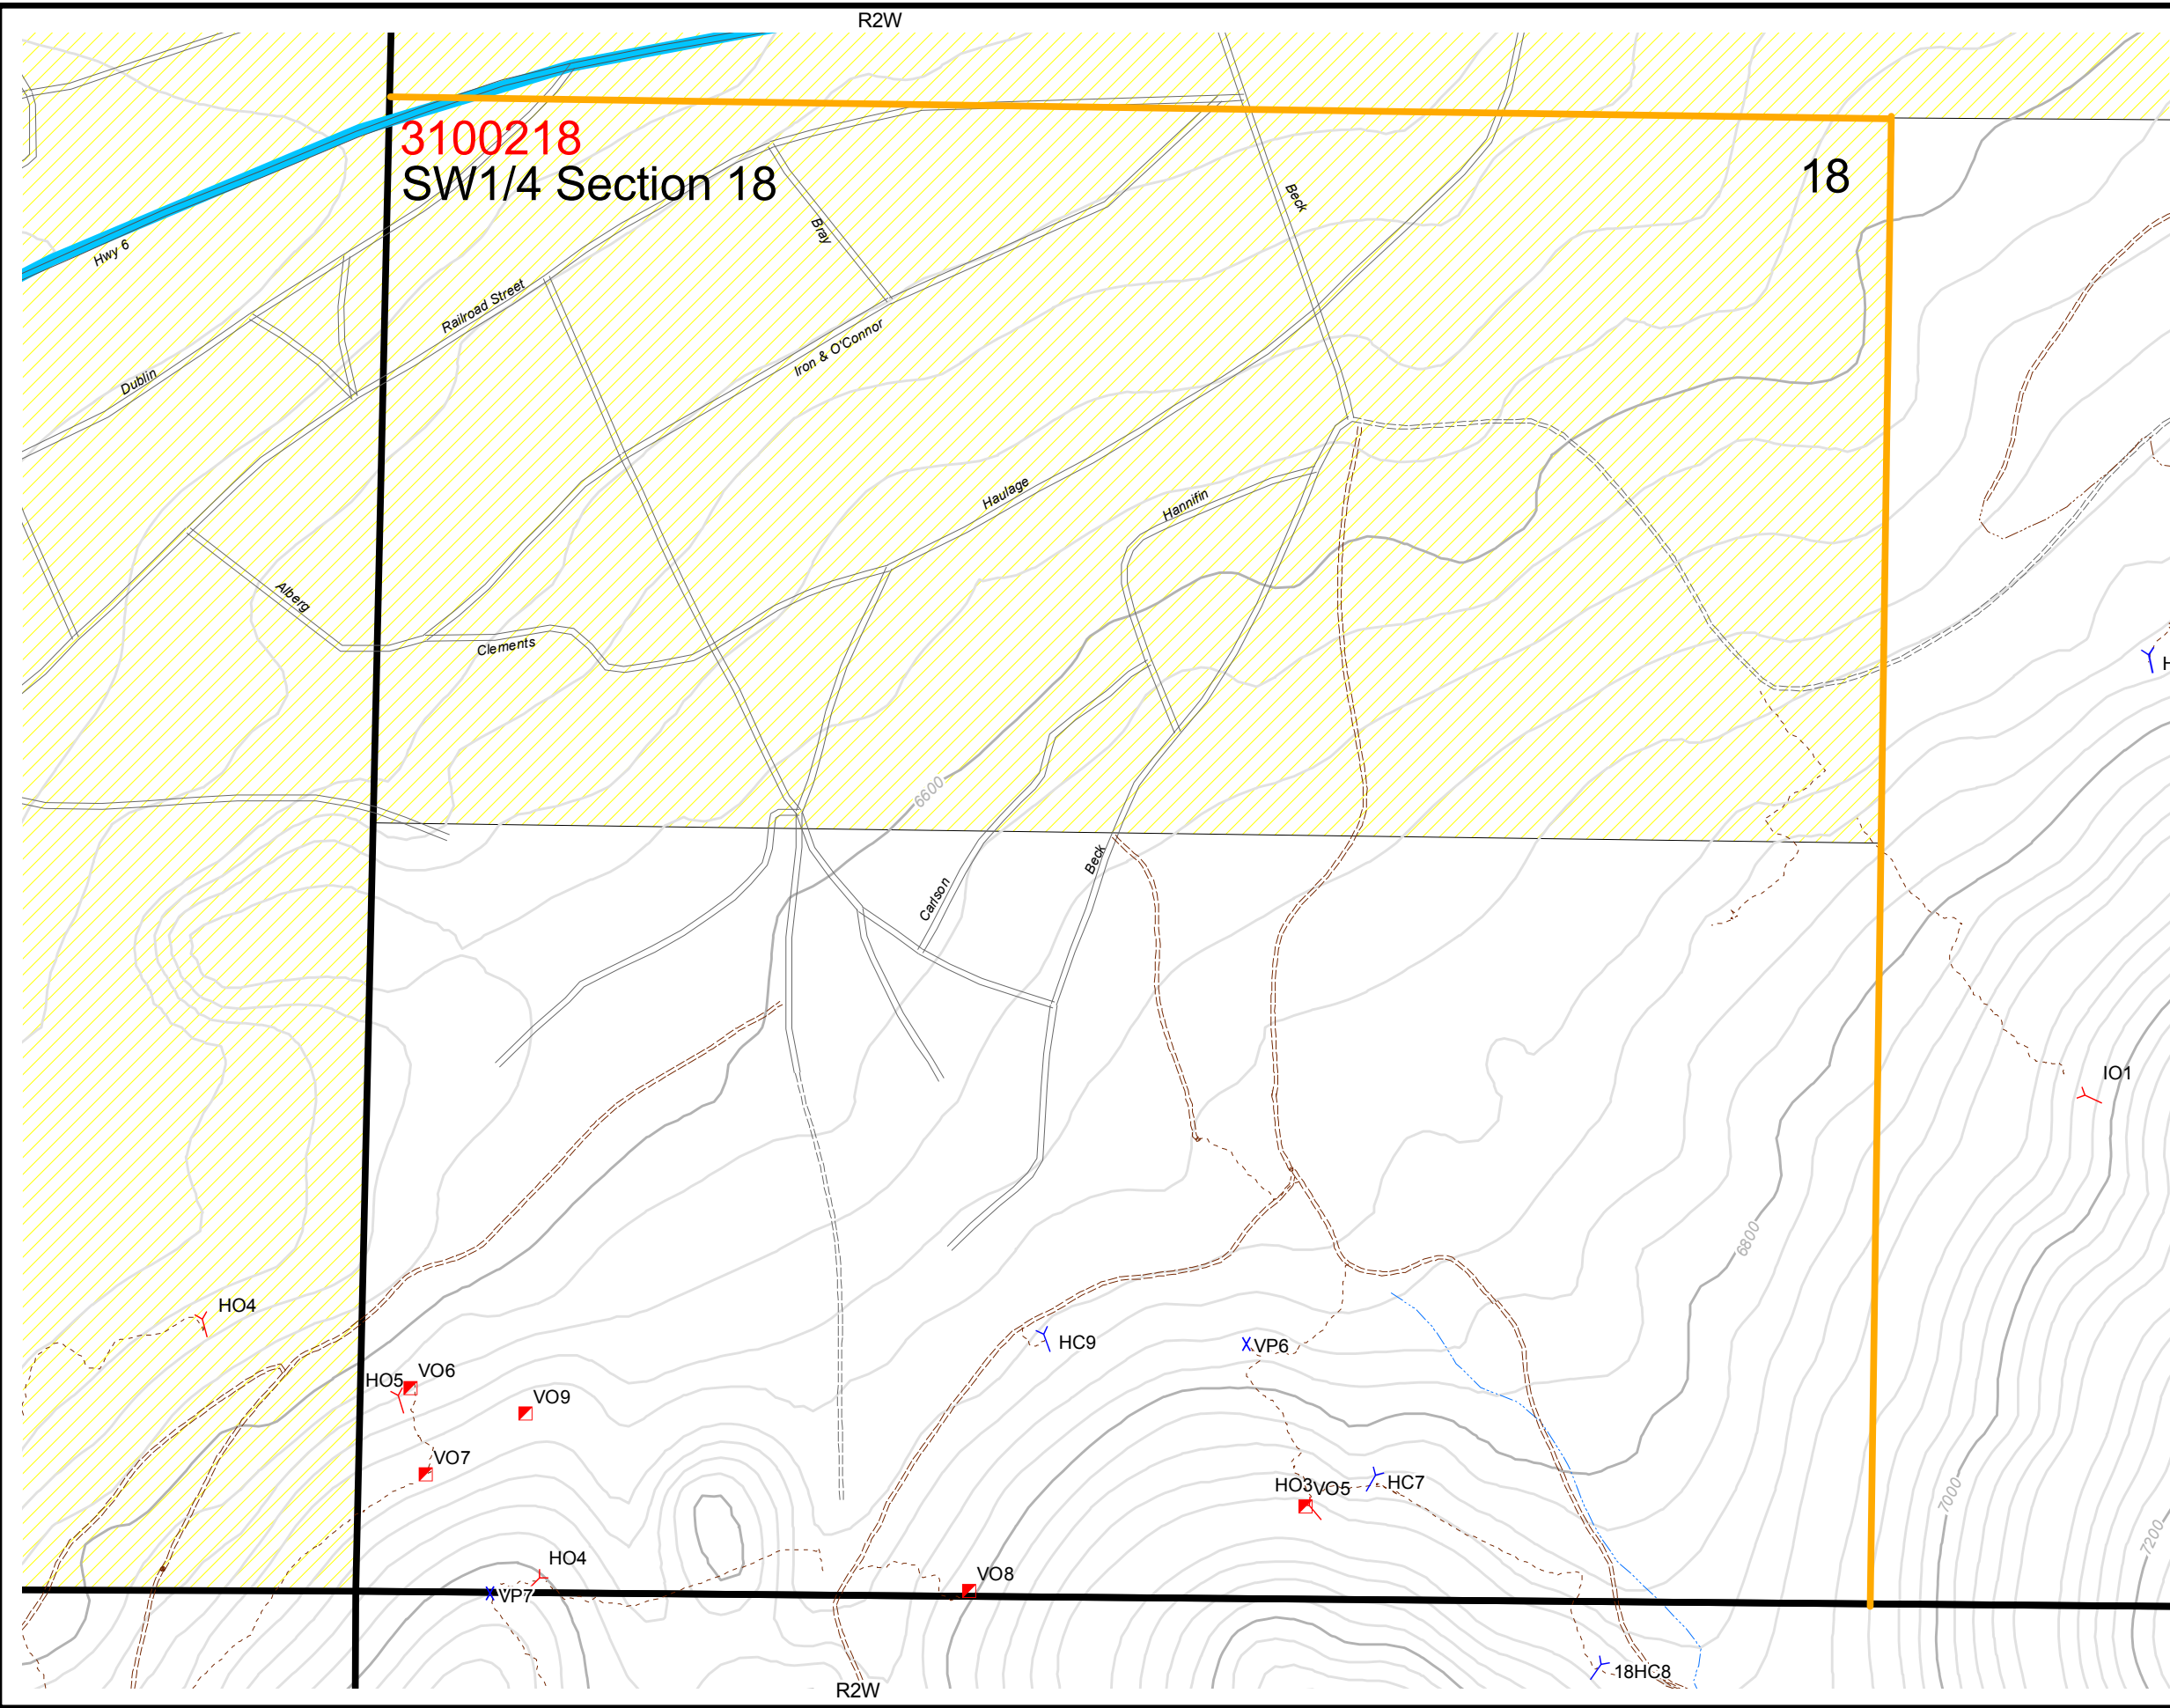 R2W
3100218
SW1/4 Section 18
18
Hwy 6
Beck
Bray
Railroad Street
Iron & O'Connor
Dublin
Haulage
Hannifin
Alberg
Clements
H
6600
Carlson
Beck
IO1
6800
HO4
HC9
VP6
HO5
VO6
VO9
VO7
HO3
VO5
HC7
7000
7200
HO4
VP7
VO8
18HC8
R2W